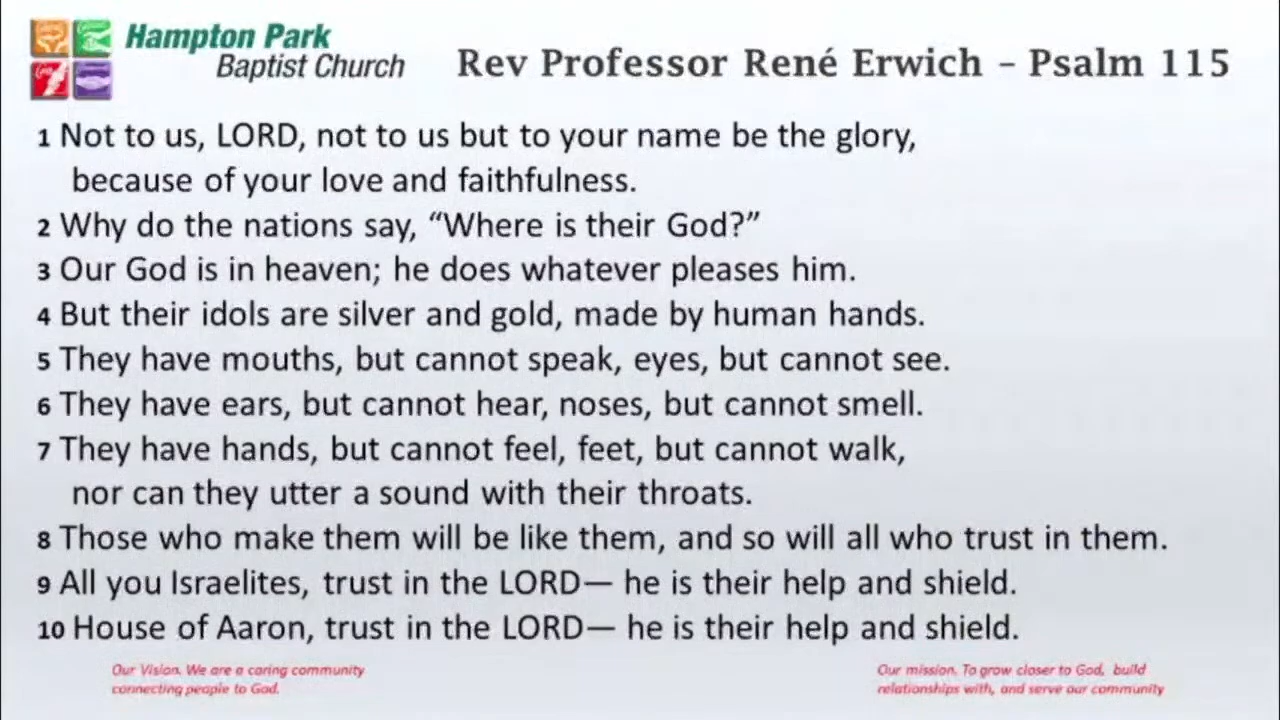 Hampton Park
Baptist Church
Rev Professor René Erwich – Psalm 115
1 Not to us, LORD, not to us but to your name be the glory,
because of your love and faithfulness.
2 Why do the nations say, “Where is their God?”
3 Our God is in heaven; he does whatever pleases him.
4 But their idols are silver and gold, made by human hands.
5 They have mouths, but cannot speak, eyes, but cannot see.
6 They have ears, but cannot hear, noses, but cannot smell.
7 They have hands, but cannot feel, feet, but cannot walk,
nor can they utter a sound with their throats.
8 Those who make them will be like them, and so will all who trust in them.
9 All you Israelites, trust in the LORD— he is their help and shield.
10 House of Aaron, trust in the LORD— he is their help and shield.
Our Vision. We are a caring community
connecting people to God.
Our mission. To grow closer to God, build
relationships with, and serve our community